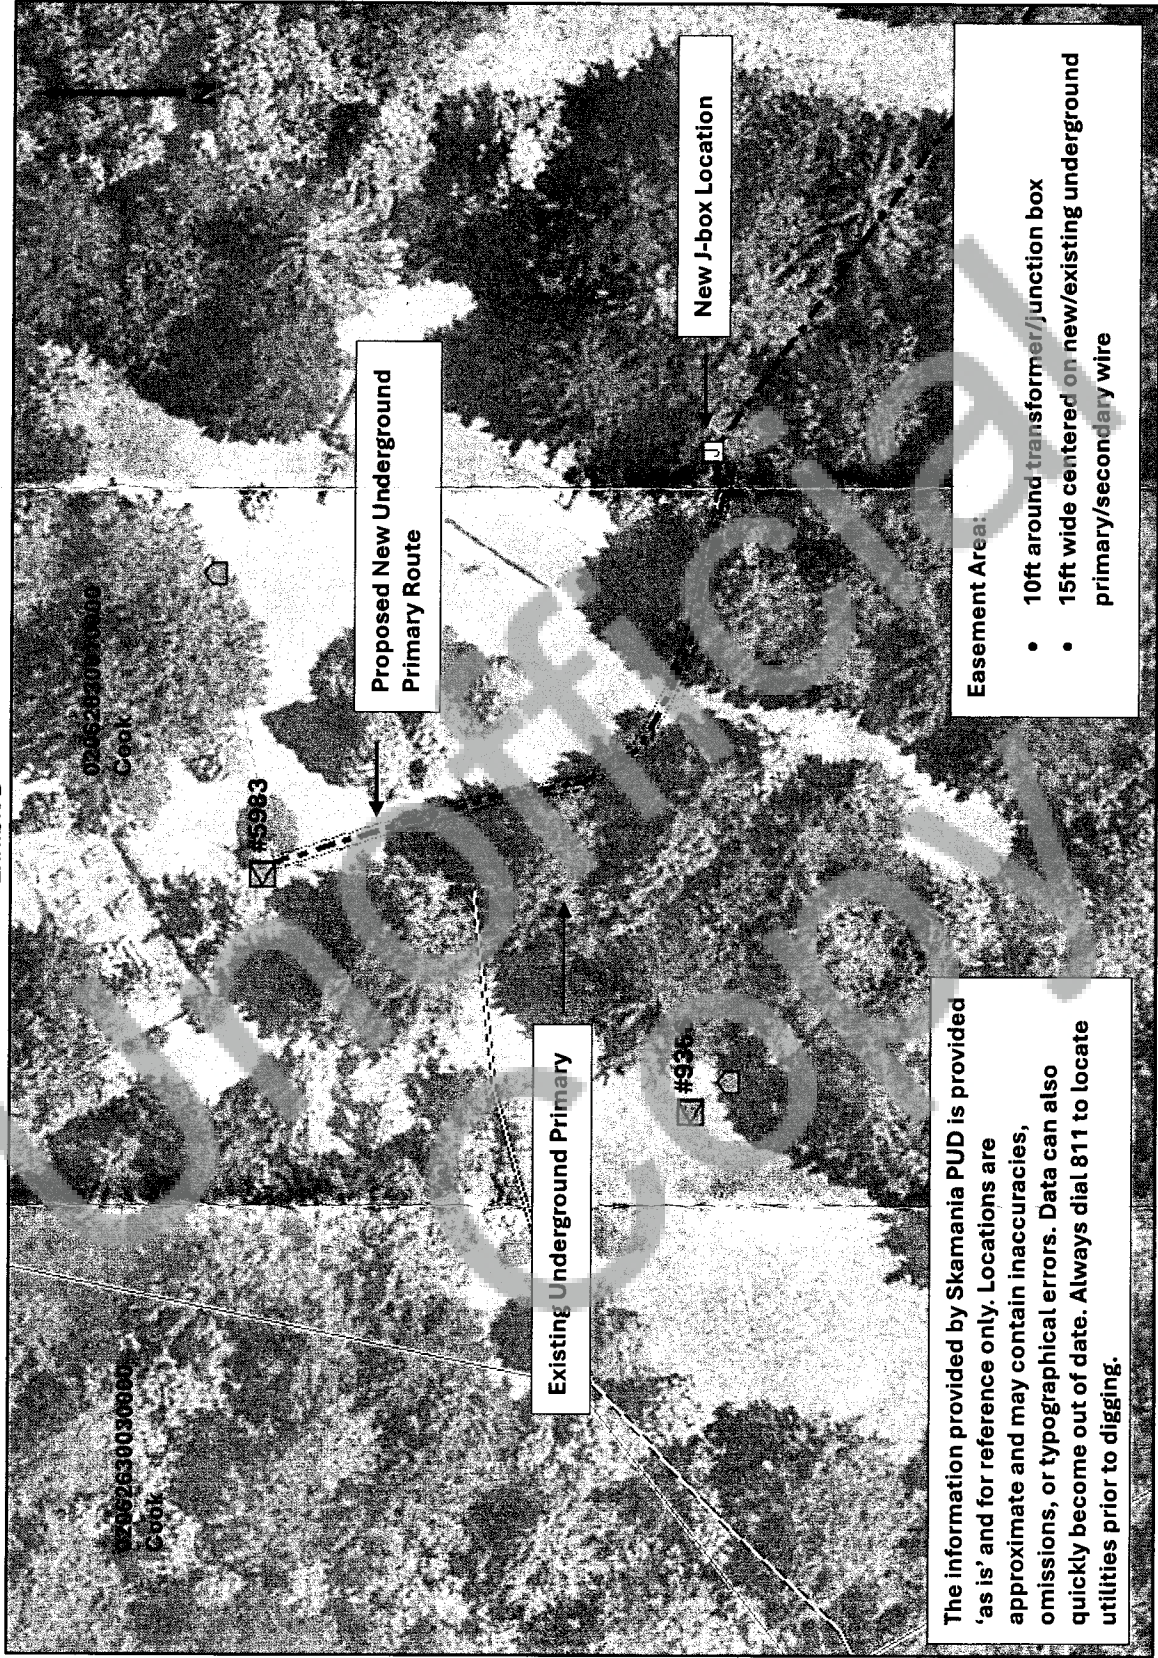 Cook
Cook
#5983
Proposed New Underground
Primary Route
New J-box Location
J
Existing Underground Primary
N
The information provided by Skamania PUD is provided
‘as is’ and for reference only. Locations are
approximate and may contain inaccuracies,
omissions, or typographical errors. Data can also
quickly become out of date. Always dial 811 to locate
utilities prior to digging.
Easement Area:
• 10ft around transformer/junction box
• 15ft wide centered on new/existing underground
primary/secondary wire
Unofficial
Copy